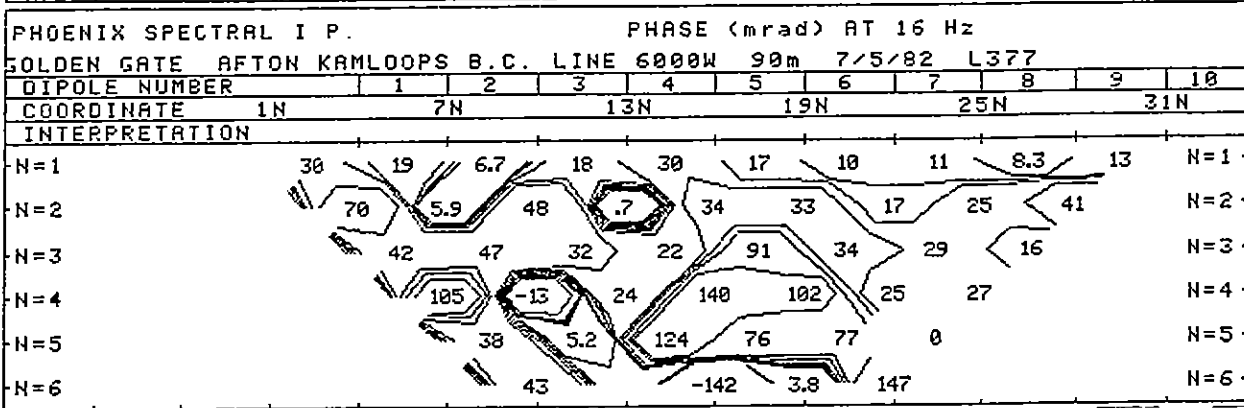 PHOENIX SPECTRAL I P. PHASE (mrad) AT 16 Hz
GOLDEN GATE AFTON KAMLOOPS B.C. LINE 6000W 90m 7/5/82 L377
DIPOLE NUMBER 1 2 3 4 5 6 7 8 9 10
COORDINATE 1N 7N 13N 19N 25N 31N
INTERPRETATION
N=1 30 19 6.7 18 30 17 10 11 8.3 13 N=1
N=2 70 5.9 48 .7 34 33 17 25 41 N=2
N=3 42 47 32 22 91 34 29 16 N=3
N=4 105 -13 24 140 102 25 27 N=4
N=5 38 5.2 124 76 77 0 N=5
N=6 43 -142 3.8 147 N=6